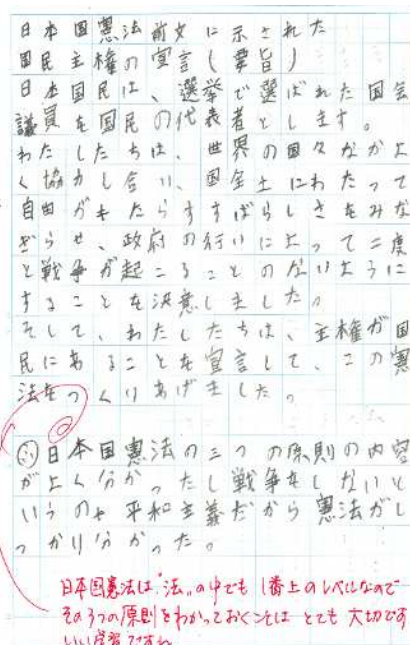 日本国憲法前文に示された
国民主権の宣言(要旨)
日本国民は、選挙で選ばれた国会
議員を国民の代表者とします。
わたしたちは、世界の国々となかよ
く協力し合い、国全土にわたって
自由がもたらすすばらしさをみな
ぎらせ、政府の行いによって二度
と戦争が起こることのないように
することを決意しました。
そして、わたしたちは、主権が国
民にあることを宣言して、この憲
法をつくりあげました。
日本国憲法の三つの原則の内容
がよく分かったし戦争をしないと
いうのも平和主義だから憲法がし
っかり分かった。
日本国憲法は"法"の中でも1番上のレベルなので
その3つの原則をわかっておくことはとても大切です
いい学習ですね